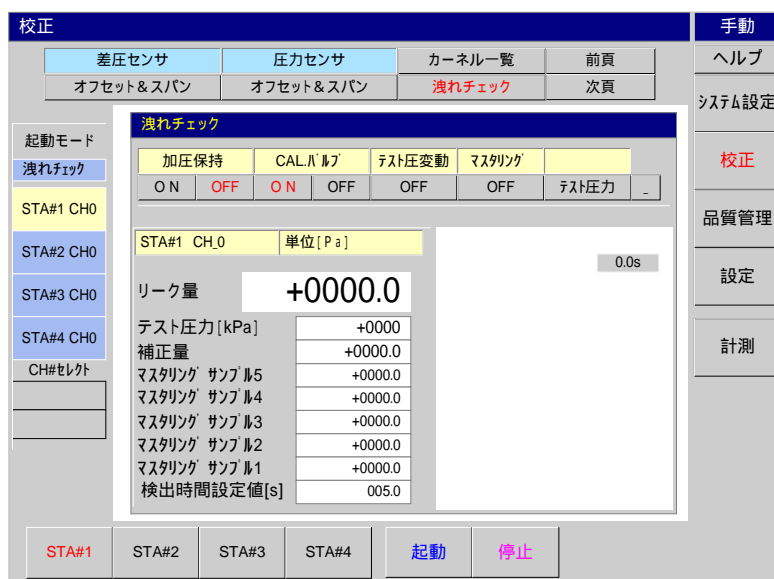 校正
手動
差圧センサ 圧力センサ カーネル一覧 前頁
ヘルプ
オフセット&スパン オフセット&スパン 洩れチェック 次頁
ｼｽﾃﾑ設定
洩れチェック
起動モード
洩れﾁｪｯｸ
加圧保持 CAL.ﾊﾞﾙﾌﾞ ﾃｽﾄ圧変動 ﾏｽﾀﾘﾝｸﾞ
校正
ON OFF ON OFF OFF OFF ﾃｽﾄ圧力 _
STA#1 CH0
品質管理
STA#1 CH_0 単位[Pa]
STA#2 CH0
0.0s
設定
STA#3 CH0
リーク量 +0000.0
テスト圧力[kPa] +0000
STA#4 CH0
計測
補正量 +0000.0
CH#ｾﾚｸﾄ
ﾏｽﾀﾘﾝｸﾞ ｻﾝﾌﾟﾙ5 +0000.0
ﾏｽﾀﾘﾝｸﾞ ｻﾝﾌﾟﾙ4 +0000.0
ﾏｽﾀﾘﾝｸﾞ ｻﾝﾌﾟﾙ3 +0000.0
ﾏｽﾀﾘﾝｸﾞ ｻﾝﾌﾟﾙ2 +0000.0
ﾏｽﾀﾘﾝｸﾞ ｻﾝﾌﾟﾙ1 +0000.0
検出時間設定値[s] 005.0
STA#1 STA#2 STA#3 STA#4 起動 停止